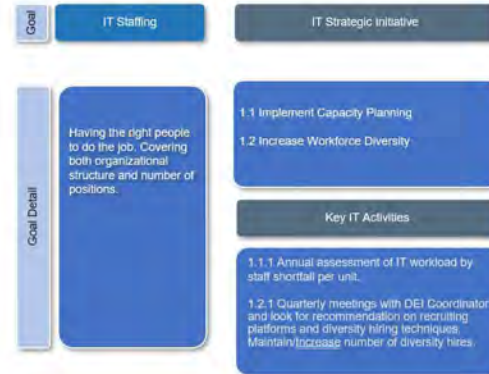 Goal
IT Staffing
IT Strategic Initiative
Goal Detail
Having the right people
to do the job. Covering
both organizational
structure and number of
positions.
1.1 Implement Capacity Planning
1.2 Increase Workforce Diversity
Key IT Activities
1.1.1 Annual assessment of IT workload by
staff shortfall per unit.
1.2.1 Quarterly meetings with DEI Coordinator
and look for recommendation on recruiting
platforms and diversity hiring techniques.
Maintain/Increase number of diversity hires.